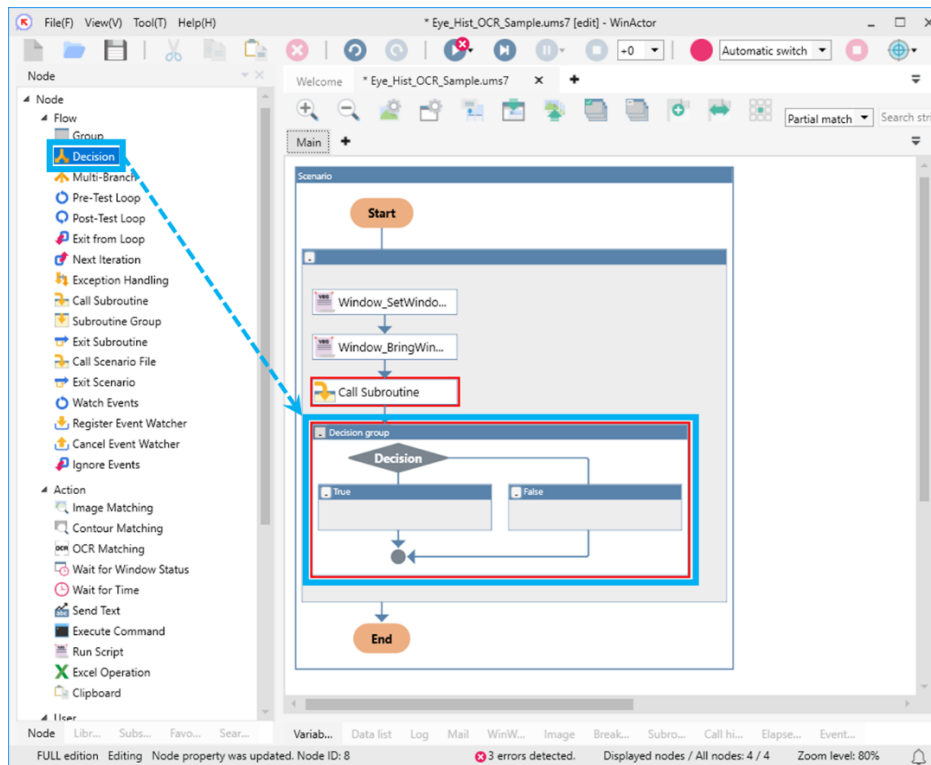 File(F) View(V) Tool(T) Help(H)
* Eye_Hist_OCR_Sample.ums7 [edit] - WinActor
+0
Automatic switch
Node
Welcome
* Eye_Hist_OCR_Sample.ums7
Partial match
Search stri
Main
Node
Flow
Group
Decision
Multi-Branch
Pre-Test Loop
Post-Test Loop
Exit from Loop
Next Iteration
Exception Handling
Call Subroutine
Subroutine Group
Exit Subroutine
Call Scenario File
Exit Scenario
Watch Events
Register Event Watcher
Cancel Event Watcher
Ignore Events
Action
Image Matching
Contour Matching
OCR OCR Matching
Wait for Window Status
Wait for Time
Send Text
Execute Command
Run Script
Excel Operation
Clipboard
User
Scenario
Start
VBS Window_SetWindo...
VBS Window_BringWin...
Call Subroutine
Decision group
Decision
True
False
End
Node Libr... Subs... Favo... Sear...
Variab... Data list Log Mail WinW... Image Break... Subro... Call hi... Elapse... Event...
FULL edition Editing Node property was updated. Node ID: 8
3 errors detected. Displayed nodes / All nodes: 4 / 4 Zoom level: 80%